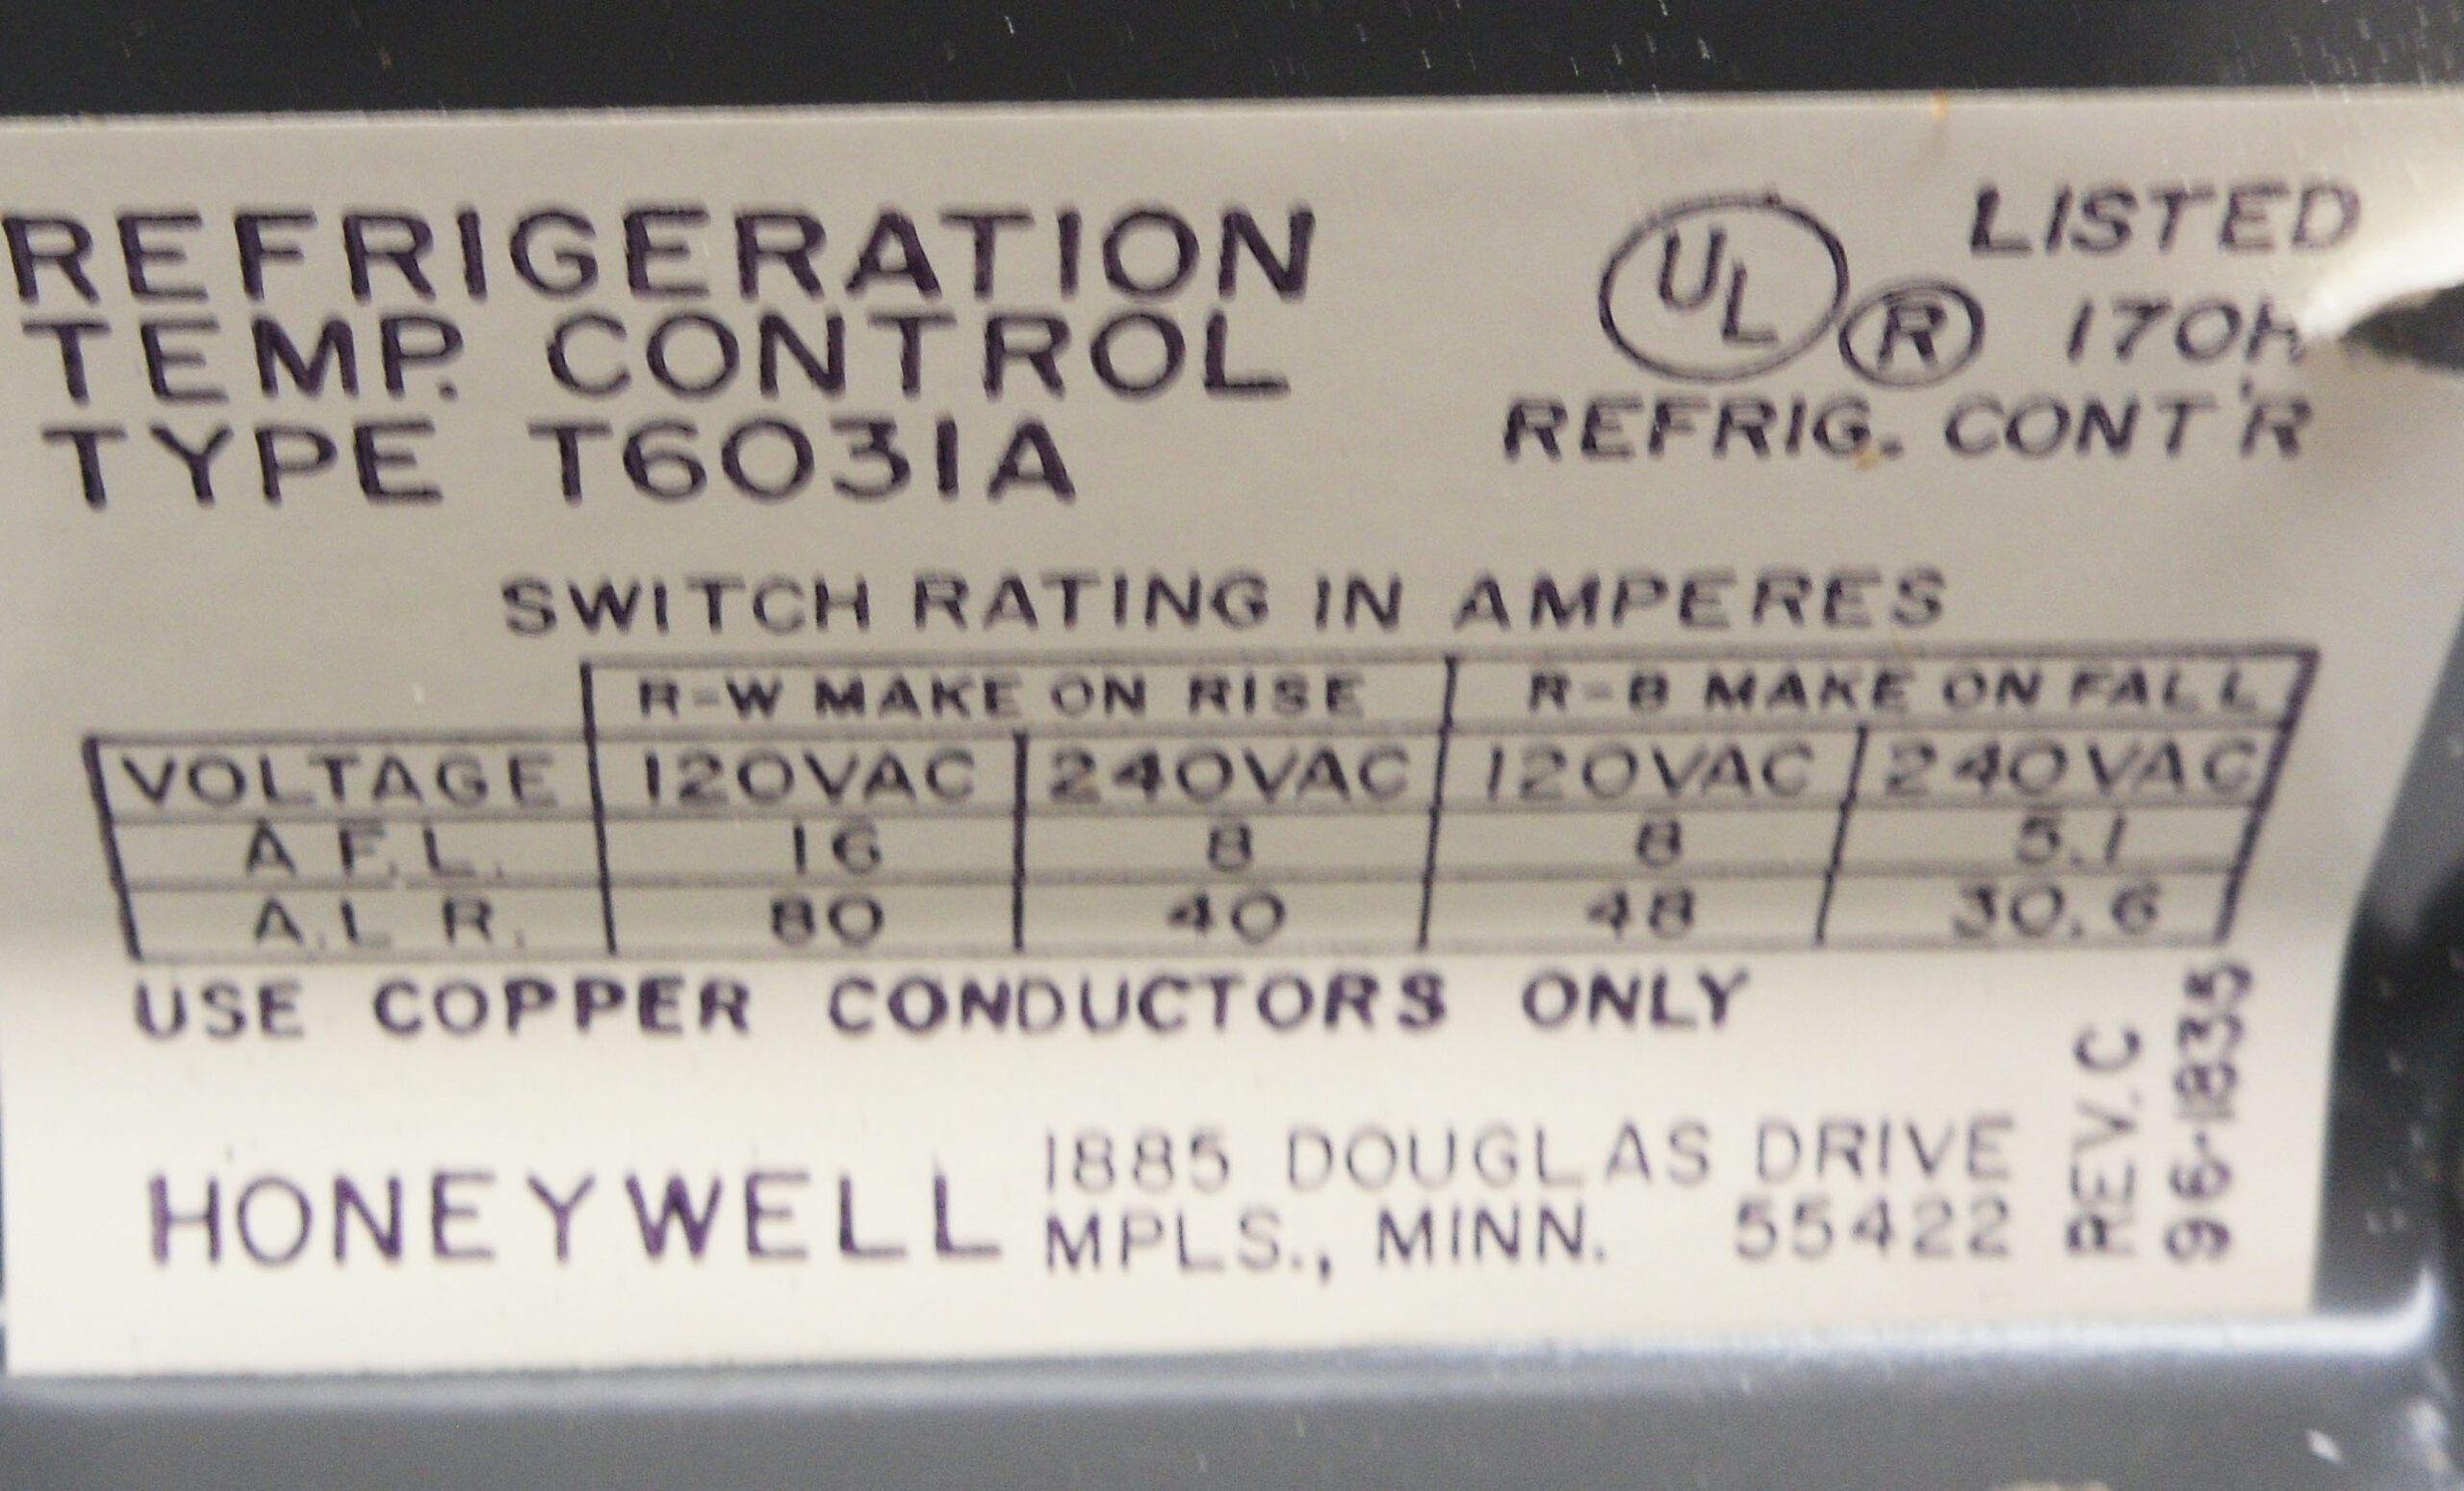 REFRIGERATION
TEMP. CONTROL
TYPE T6031A
UL R LISTED
170H
REFRIG. CONT'R
SWITCH RATING IN AMPERES
R-W MAKE ON RISE R-B MAKE ON FALL
VOLTAGE 120VAC 240VAC 120VAC 240VAC
A.F.L. 16 8 8 5.1
A.L.R. 80 40 48 30.6
USE COPPER CONDUCTORS ONLY
HONEYWELL 1885 DOUGLAS DRIVE
MPLS., MINN. 55422
REV. C
96-1835